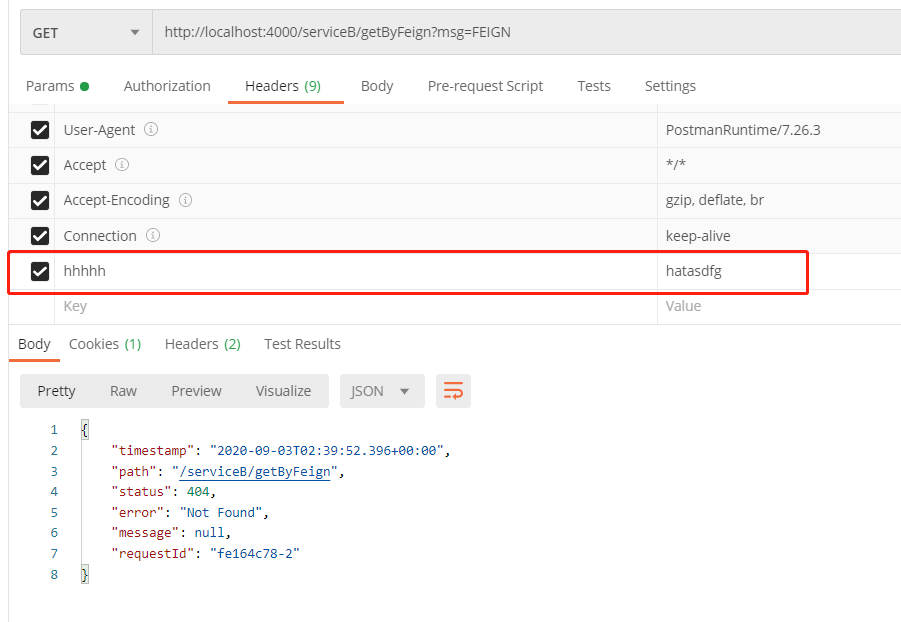 GET http://localhost:4000/serviceB/getByFeign?msg=FEIGN
Params Authorization Headers (9) Body Pre-request Script Tests Settings
User-Agent PostmanRuntime/7.26.3
Accept */*
Accept-Encoding gzip, deflate, br
Connection keep-alive
hhhhh hatasdfg
Key Value
Body Cookies (1) Headers (2) Test Results
Pretty Raw Preview Visualize JSON
1 {
2 "timestamp": "2020-09-03T02:39:52.396+00:00",
3 "path": "/serviceB/getByFeign",
4 "status": 404,
5 "error": "Not Found",
6 "message": null,
7 "requestId": "fe164c78-2"
8 }